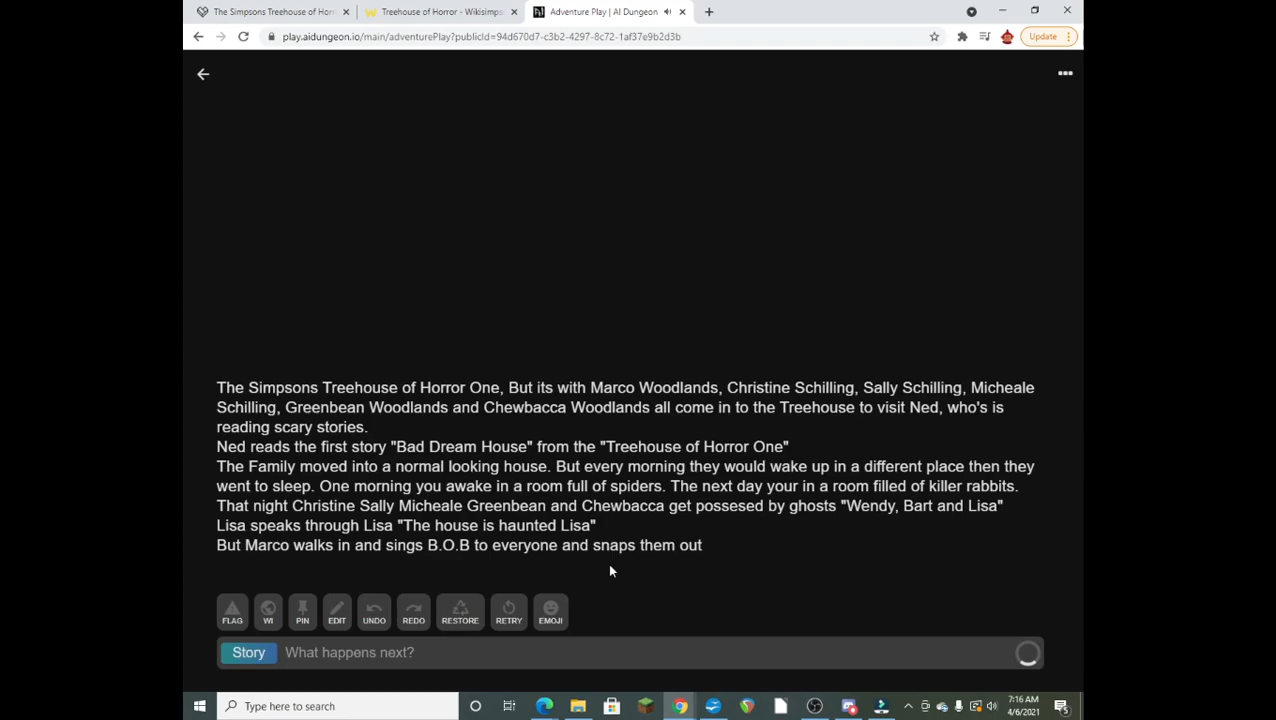 The Simpsons Treehouse of Horr
Treehouse of Horror - Wikisimps
Adventure Play | AI Dungeon
play.aidungeon.io/main/adventurePlay?publicId=94d670d7-c3b2-4297-8c72-1af37e9b2d3b
Update
The Simpsons Treehouse of Horror One, But its with Marco Woodlands, Christine Schilling, Sally Schilling, Micheale
Schilling, Greenbean Woodlands and Chewbacca Woodlands all come in to the Treehouse to visit Ned, who's is
reading scary stories.
Ned reads the first story "Bad Dream House" from the "Treehouse of Horror One"
The Family moved into a normal looking house. But every morning they would wake up in a different place then they
went to sleep. One morning you awake in a room full of spiders. The next day your in a room filled of killer rabbits.
That night Christine Sally Micheale Greenbean and Chewbacca get possesed by ghosts "Wendy, Bart and Lisa"
Lisa speaks through Lisa "The house is haunted Lisa"
But Marco walks in and sings B.O.B to everyone and snaps them out
FLAG WI PIN EDIT UNDO REDO RESTORE RETRY EMOJI
Story What happens next?
Type here to search
7:16 AM
4/6/2021
5